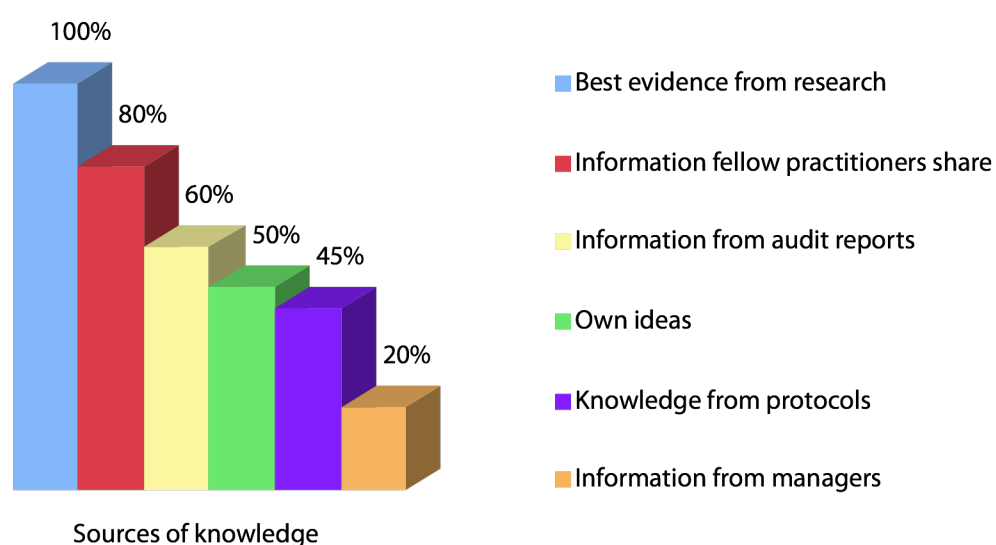 100%
80%
60%
50%
45%
20%
Sources of knowledge
Best evidence from research
Information fellow practitioners share
Information from audit reports
Own ideas
Knowledge from protocols
Information from managers